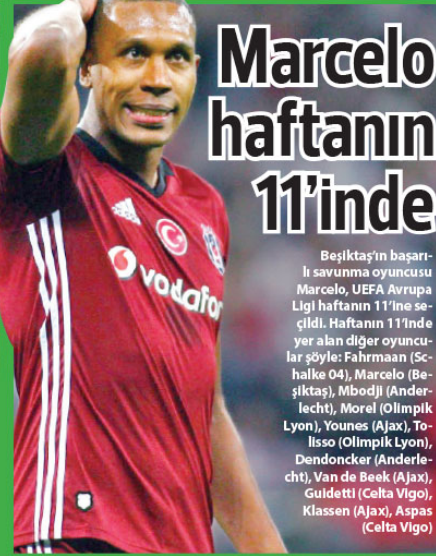 Marcelo
haftanın
11'inde
Beşiktaş'ın başarı-
lı savunma oyuncusu
Marcelo, UEFA Avrupa
Ligi haftanın 11'ine se-
çildi. Haftanın 11'inde
yer alan diğer oyuncu-
lar şöyle: Fahrmaan (Sc-
halke 04), Marcelo (Be-
şiktaş), Mbodji (Ander-
lecht), Morel (Olimpik
Lyon), Younes (Ajax), To-
lisso (Olimpik Lyon),
Dendoncker (Anderle-
cht), Van de Beek (Ajax),
Guidetti (Celta Vigo),
Klassen (Ajax), Aspas
(Celta Vigo)
vodafon